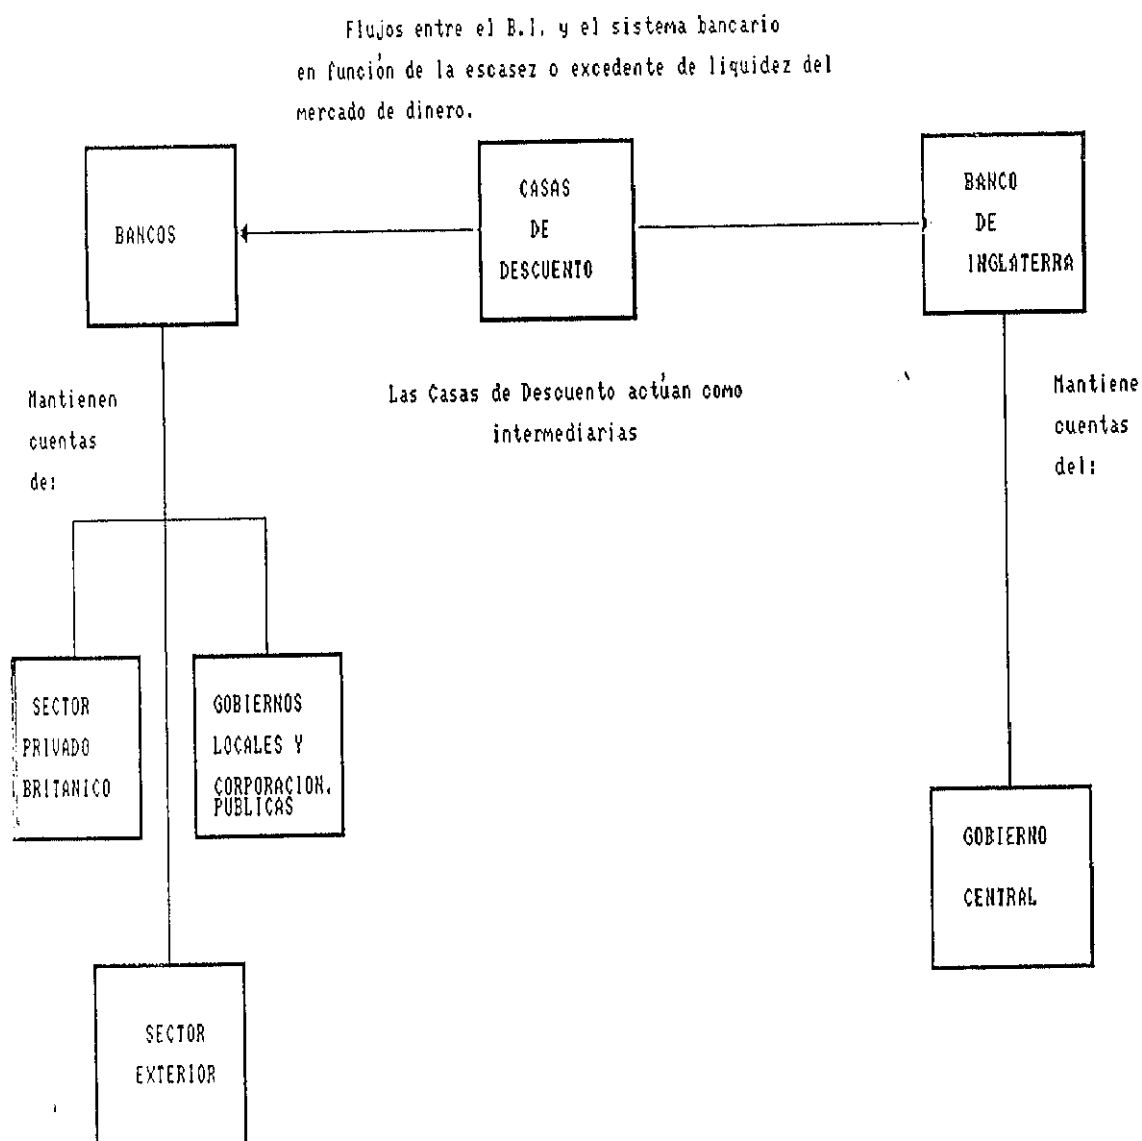 Flujos entre el B.I. y el sistema bancario
en función de la escasez o excedente de liquidez del
mercado de dinero.
BANCOS
CASAS
DE
DESCUENTO
BANCO
DE
INGLATERRA
Mantienen
cuentas
de:
Las Casas de Descuento actúan como
intermediarias
Mantiene
cuentas
del:
SECTOR
PRIVADO
BRITANICO
GOBIERNOS
LOCALES Y
CORPORACION.
PUBLICAS
GOBIERNO
CENTRAL
SECTOR
EXTERIOR